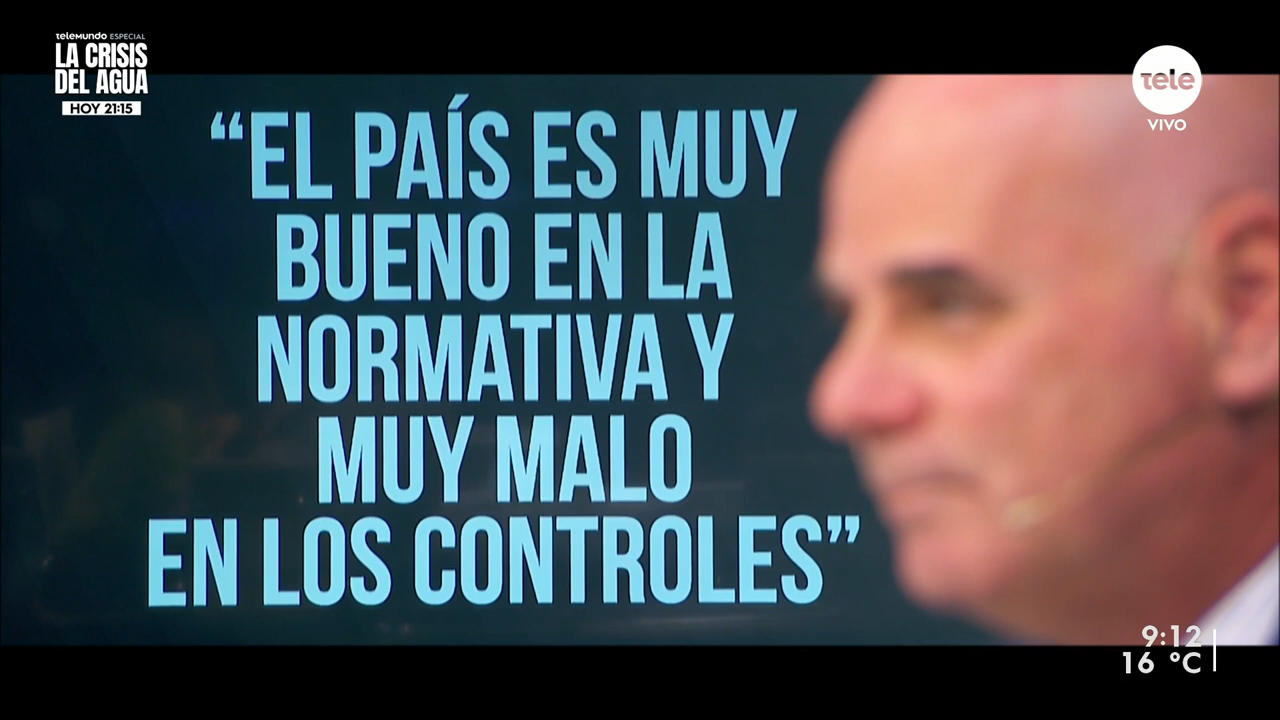 telemundo ESPECIAL
LA CRISIS
DEL AGUA
HOY 21:15
tele
VIVO
“EL PAÍS ES MUY
BUENO EN LA
NORMATIVA Y
MUY MALO
EN LOS CONTROLES”
9:12
16 °C